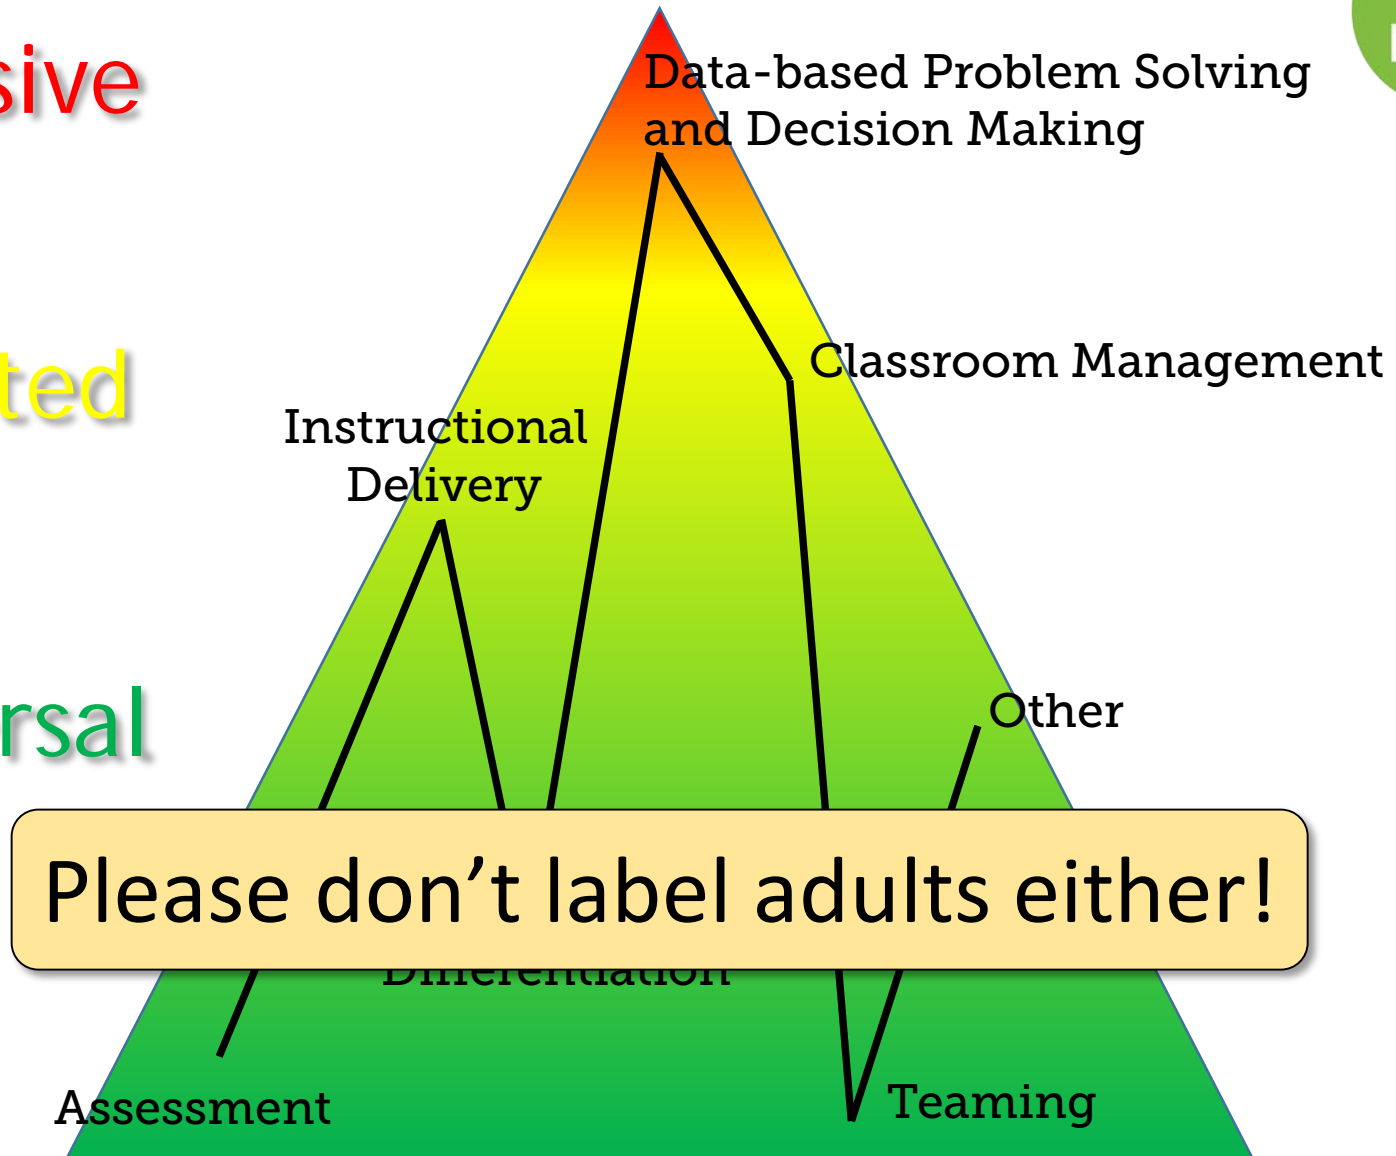 sive
Data-based Problem Solving
and Decision Making
Classroom Management
ted
Instructional
Delivery
rsal
Other
Please don’t label adults either!
Differentiation
Assessment
Teaming